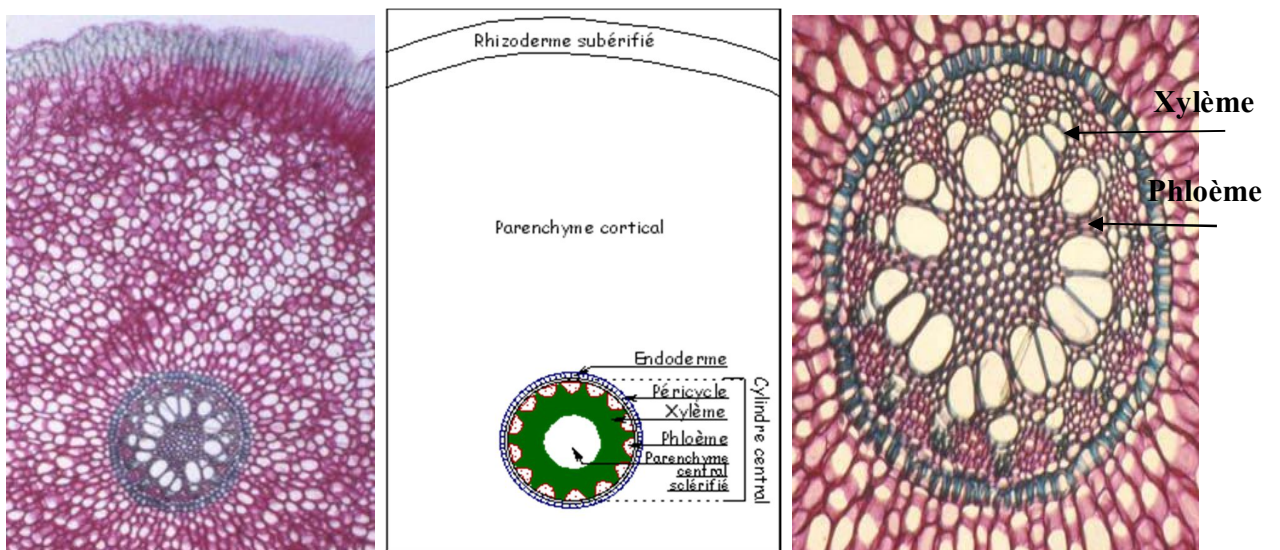 Rhizoderme subérifié
Parenchyme cortical
Endoderme
Péricycle
Xylème
Phloème
Parenchyme
central
sclérifié
Cylindre central
Xylème
Phloème